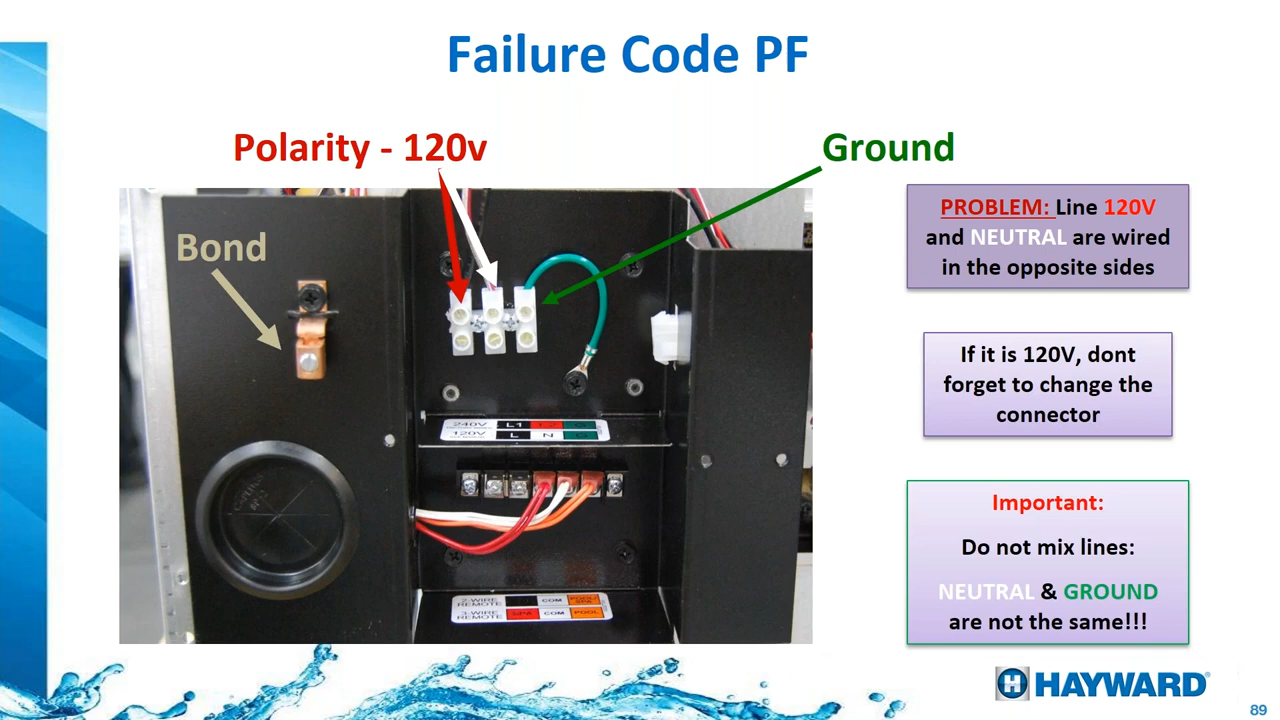 Failure Code PF
Polarity - 120v
Ground
Bond
PROBLEM: Line 120V
and NEUTRAL are wired
in the opposite sides
If it is 120V, dont
forget to change the
connector
Important:
Do not mix lines:
NEUTRAL & GROUND
are not the same!!!
240V L1
120V L N G
2-WIRE REMOTE COM POOL/SPA
3-WIRE REMOTE SPA COM POOL
H HAYWARD®
89